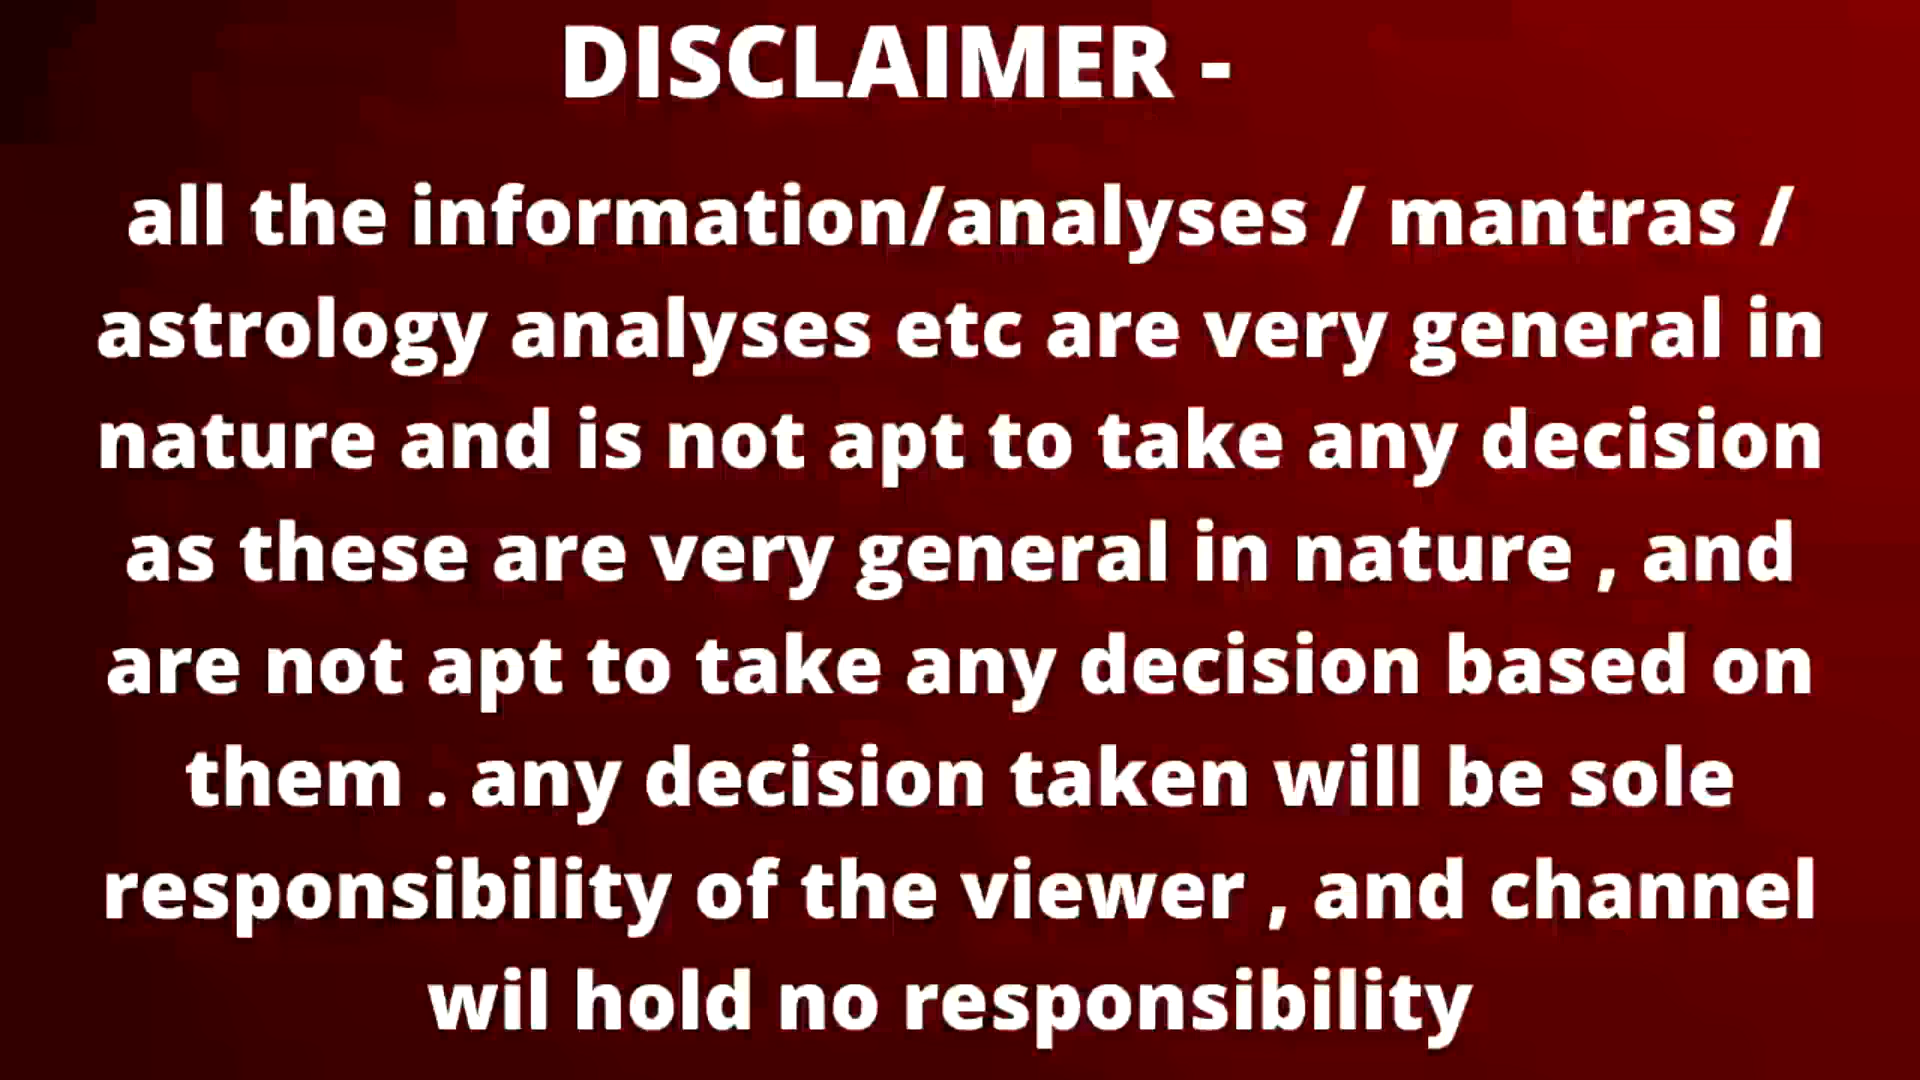 DISCLAIMER -
all the information/analyses / mantras /
astrology analyses etc are very general in
nature and is not apt to take any decision
as these are very general in nature , and
are not apt to take any decision based on
them . any decision taken will be sole
responsibility of the viewer , and channel
wil hold no responsibility